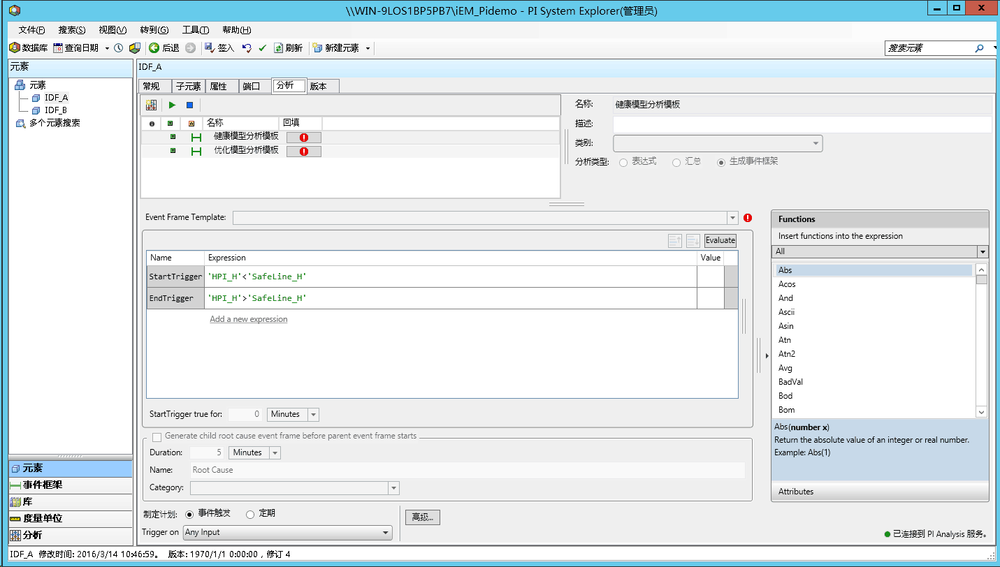 \\WIN-9LOS1BP5PB7\iEM_Pidemo - PI System Explorer(管理员)
文件(F) 搜索(S) 视图(V) 转到(G) 工具(T) 帮助(H)
数据库 查询日期 后退 签入 刷新 新建元素 搜索元素
元素
元素
IDF_A
IDF_B
多个元素搜索
元素
事件框架
库
度量单位
分析
IDF_A
常规 子元素 属性 端口 分析 版本
名称 回填
健康模型分析模板
优化模型分析模板
名称: 健康模型分析模板
描述:
类别:
分析类型: 表达式 汇总 生成事件框架
Event Frame Template:
Evaluate
Name Expression Value
StartTrigger 'HPI_H'<'SafeLine_H'
EndTrigger 'HPI_H'>'SafeLine_H'
Add a new expression
StartTrigger true for: 0 Minutes
Generate child root cause event frame before parent event frame starts
Duration: 5 Minutes
Name: Root Cause
Category:
制定计划: 事件触发 定期
Trigger on Any Input
高级...
Functions
Insert functions into the expression
All
Abs
Acos
And
Ascii
Asin
Atn
Atn2
Avg
BadVal
Bod
Bom
Abs(number x)
Return the absolute value of an integer or real number.
Example: Abs(1)
Attributes
已连接到 PI Analysis 服务。
IDF_A 修改时间: 2016/3/14 10:46:59。 版本: 1970/1/1 0:00:00，修订 4